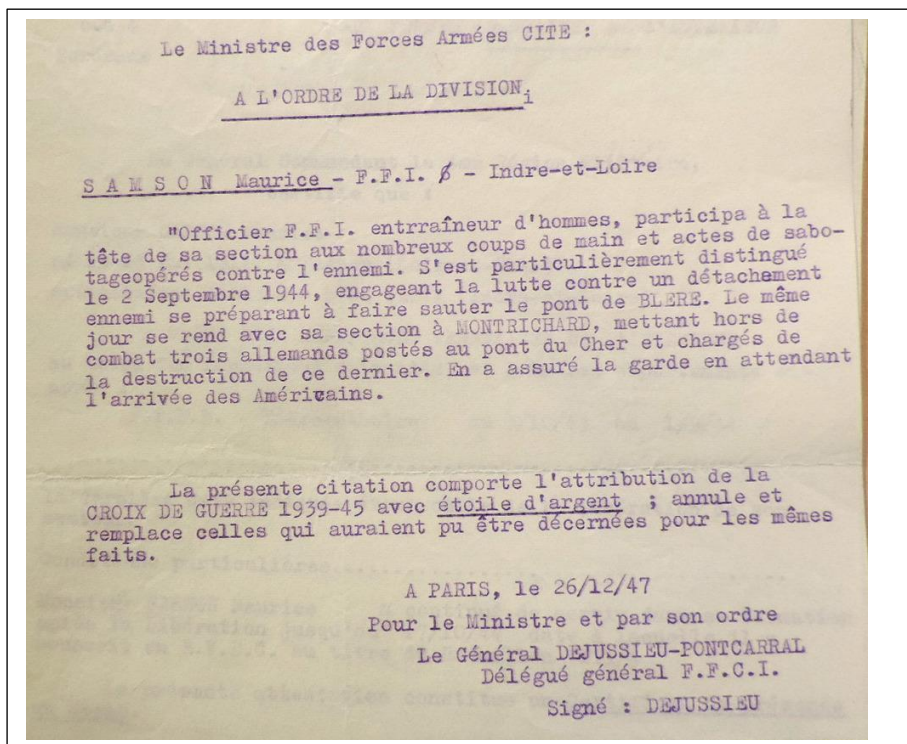 Le Ministre des Forces Armées CITE :
A L'ORDRE DE LA DIVISION
S A M S O N Maurice - F.F.I. - Indre-et-Loire
"Officier F.F.I. entrraîneur d'hommes, participa à la
tête de sa section aux nombreux coups de main et actes de sabo-
tageopérés contre l'ennemi. S'est particulièrement distingué
le 2 Septembre 1944, engageant la lutte contre un détachement
ennemi se préparant à faire sauter le pont de BLERE. Le même
jour se rend avec sa section à MONTRICHARD, mettant hors de
combat trois allemands postés au pont du Cher et chargés de
la destruction de ce dernier. En a assuré la garde en attendant
l'arrivée des Américains.
La présente citation comporte l'attribution de la
CROIX DE GUERRE 1939-45 avec étoile d'argent ; annule et
remplace celles qui auraient pu être décernées pour les mêmes
faits.
A PARIS, le 26/12/47
Pour le Ministre et par son ordre
Le Général DEJUSSIEU-PONTCARRAL
Délégué général F.F.C.I.
Signé : DEJUSSIEU